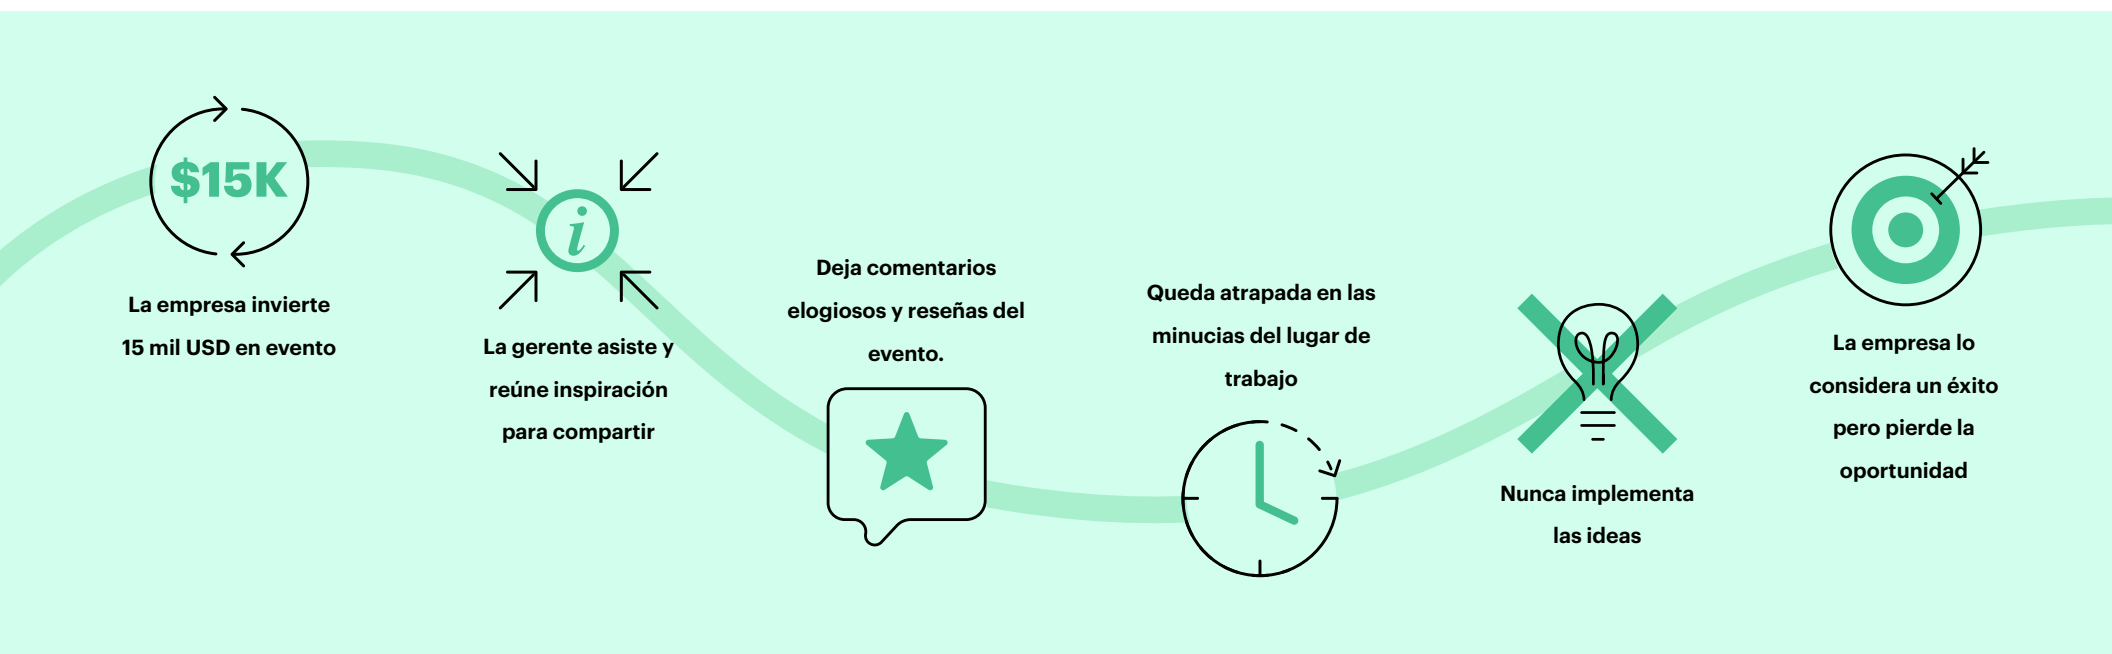 $15K
La empresa invierte
15 mil USD en evento
i
La gerente asiste y
reúne inspiración
para compartir
Deja comentarios
elogiosos y reseñas del
evento.
Queda atrapada en las
minucias del lugar de
trabajo
Nunca implementa
las ideas
La empresa lo
considera un éxito
pero pierde la
oportunidad